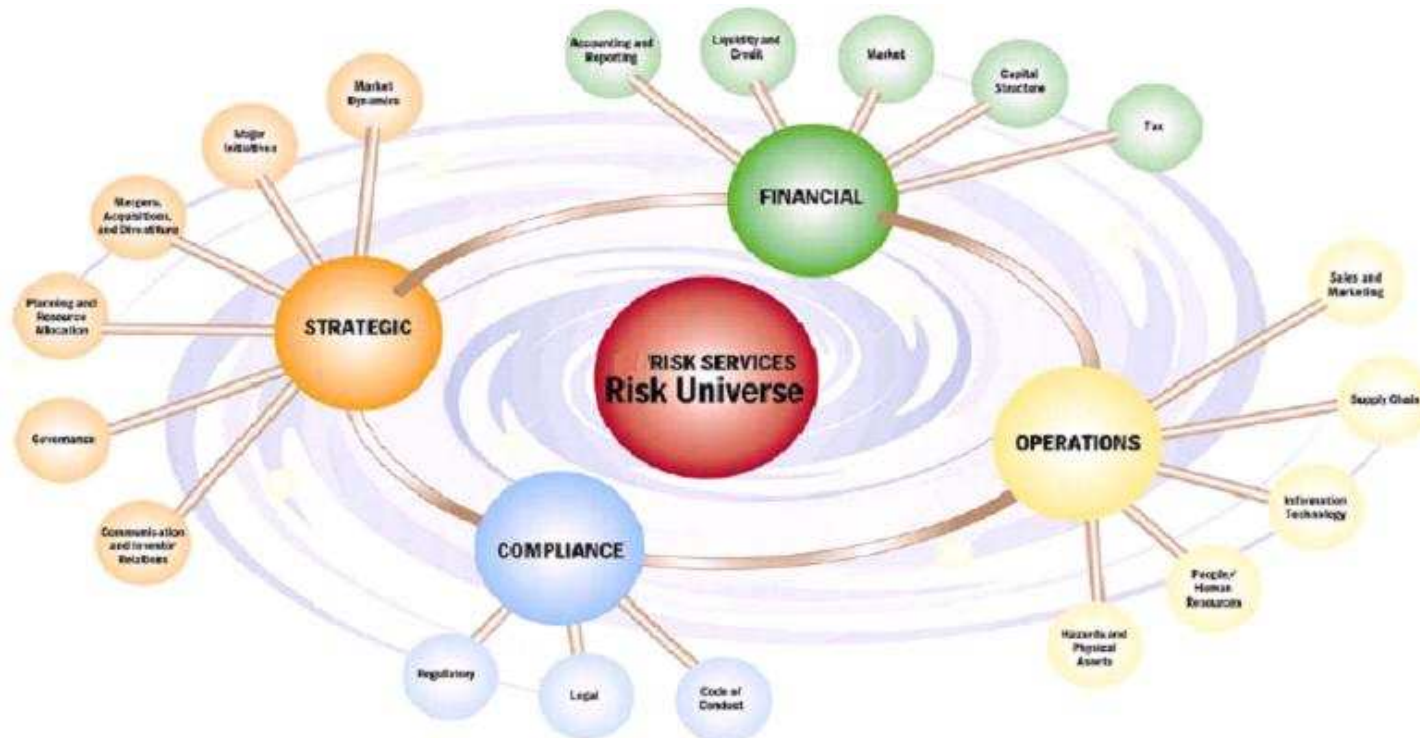 Accounting and
Reporting
Liquidity and
Credit
Market
Capital
Structure
Tax
FINANCIAL
Market
Dynamics
Major
Initiatives
Mergers,
Acquisitions,
and Divestiture
Planning and
Resource
Allocation
Governance
Communication
and Investor
Relations
STRATEGIC
'RISK SERVICES
Risk Universe
Sales and
Marketing
Supply Chain
Information
Technology
People/
Human
Resources
Hazards and
Physical
Assets
OPERATIONS
COMPLIANCE
Regulatory
Legal
Code of
Conduct